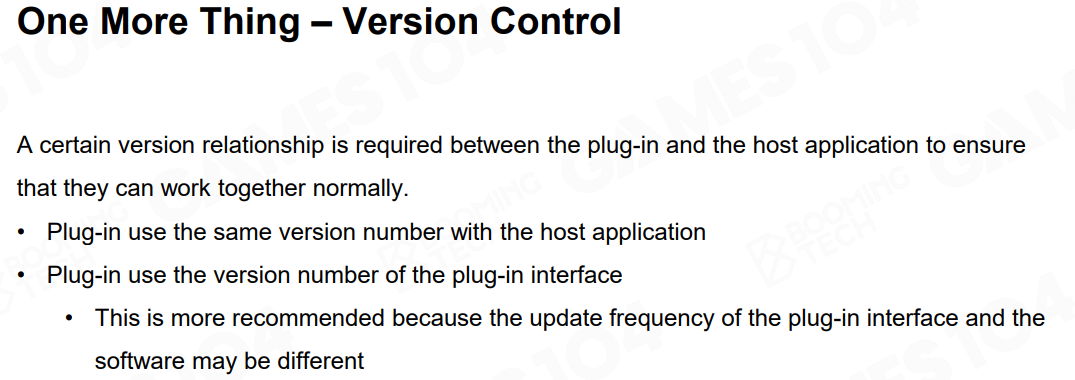 One More Thing – Version Control
A certain version relationship is required between the plug-in and the host application to ensure
that they can work together normally.
• Plug-in use the same version number with the host application
• Plug-in use the version number of the plug-in interface
• This is more recommended because the update frequency of the plug-in interface and the
software may be different
GAMES104
BOOMING
TECH